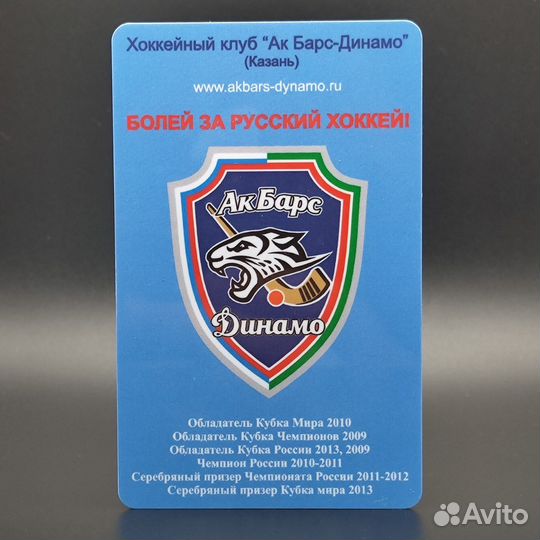 Хоккейный клуб “Ак Барс-Динамо”
(Казань)
www.akbars-dynamo.ru
БОЛЕЙ ЗА РУССКИЙ ХОККЕЙ!
Ак Барс
Динамо
Обладатель Кубка Мира 2010
Обладатель Кубка Чемпионов 2009
Обладатель Кубка России 2013, 2009
Чемпион России 2010-2011
Серебряный призер Чемпионата России 2011-2012
Серебряный призер Кубка мира 2013
Avito